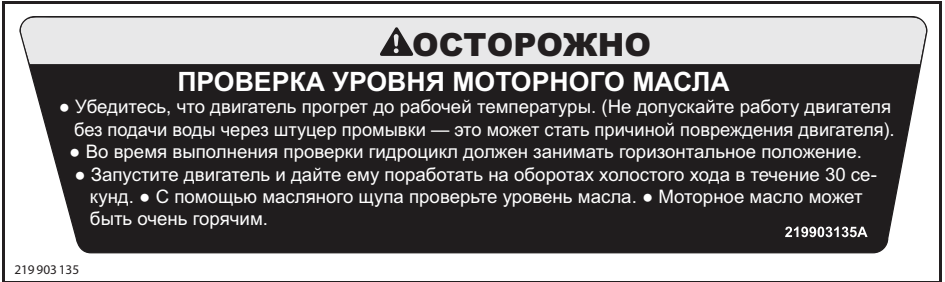 ОСТОРОЖНО
ПРОВЕРКА УРОВНЯ МОТОРНОГО МАСЛА
● Убедитесь, что двигатель прогрет до рабочей температуры. (Не допускайте работу двигателя
без подачи воды через штуцер промывки — это может стать причиной повреждения двигателя).
● Во время выполнения проверки гидроцикл должен занимать горизонтальное положение.
● Запустите двигатель и дайте ему поработать на оборотах холостого хода в течение 30 се-
кунд. ● С помощью масляного щупа проверьте уровень масла. ● Моторное масло может
быть очень горячим.
219903135A
219 903 135